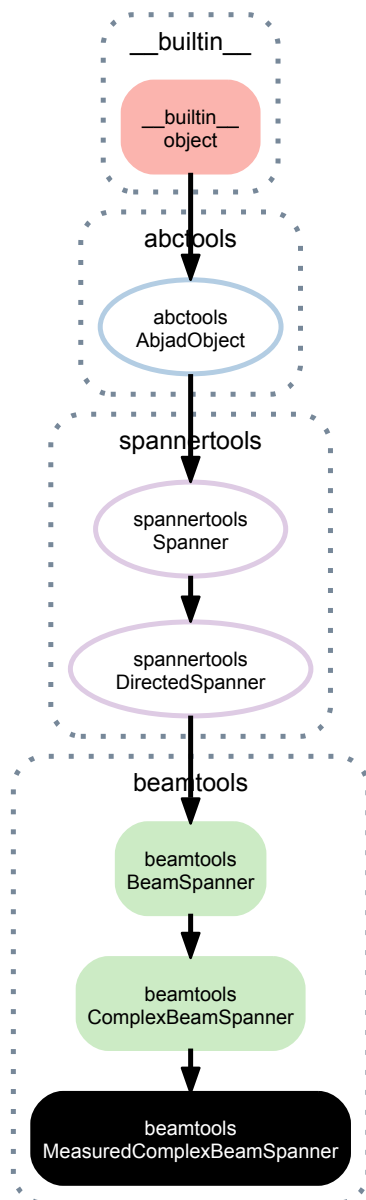 __builtin__
__builtin__
object
abctools
abctools
AbjadObject
spannertools
spannertools
Spanner
spannertools
DirectedSpanner
beamtools
beamtools
BeamSpanner
beamtools
ComplexBeamSpanner
beamtools
MeasuredComplexBeamSpanner